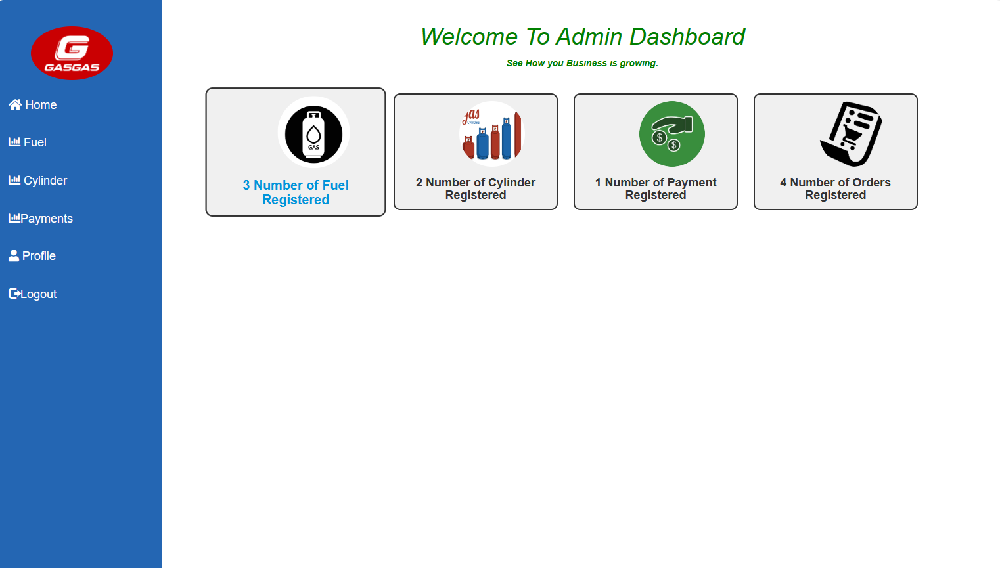 GASGAS
Home
Fuel
Cylinder
Payments
Profile
Logout
Welcome To Admin Dashboard
See How you Business is growing.
GAS
3 Number of Fuel
Registered
gas
Cylinders
2 Number of Cylinder
Registered
$
$
1 Number of Payment
Registered
4 Number of Orders
Registered